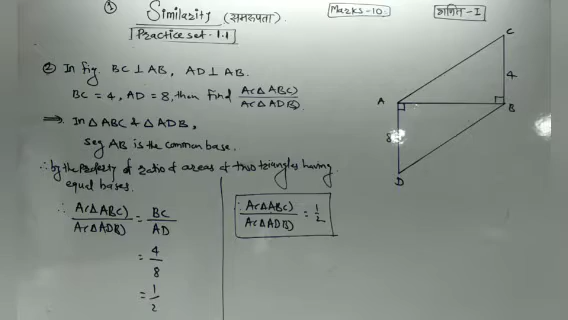 ①
Similarity (समरूपता).
Marks-10.
गणित-I
Practice set - 1.1
② In fig. BC ⊥ AB, AD ⊥ AB.
BC = 4, AD = 8, then find A(△ABC)/A(△ADB).
⇒ In △ABC & △ADB,
seg AB is the common base.
∴ by the Property of ratio of areas of two triangles having
equal bases.
∴ A(△ABC)/A(△ADB) = BC/AD
= 4/8
= 1/2
∴ A(△ABC)/A(△ADB) = 1/2
C
4
A
B
8
D